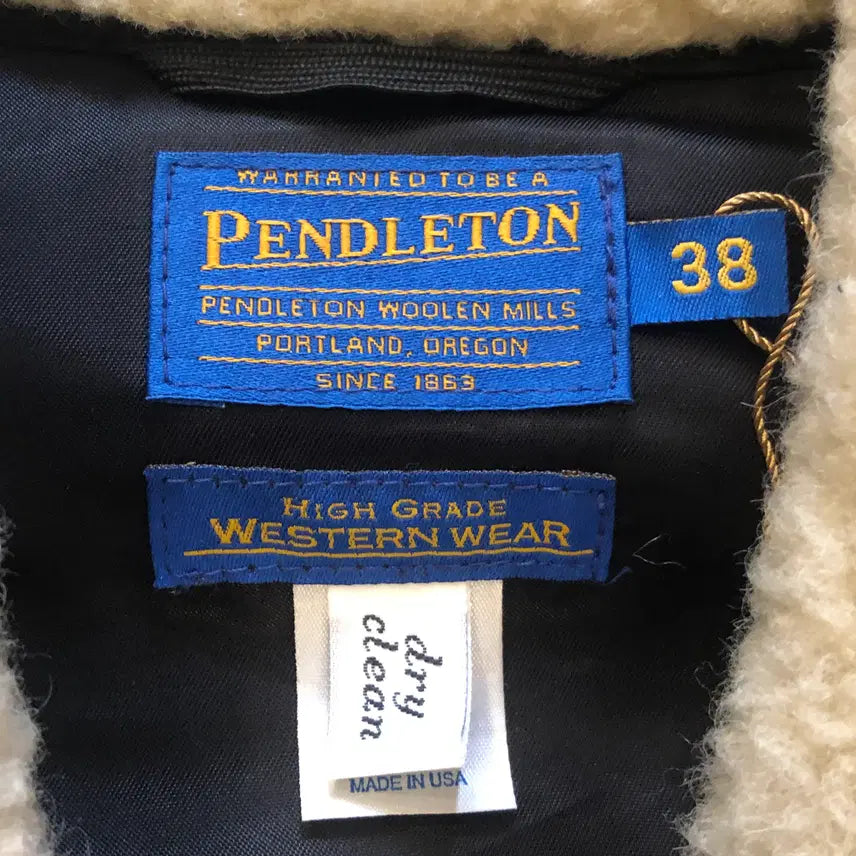 WARRANTED TO BE A
PENDLETON
PENDLETON WOOLEN MILLS
PORTLAND, OREGON
SINCE 1863
38
HIGH GRADE
WESTERN WEAR
dry
clean
MADE IN USA